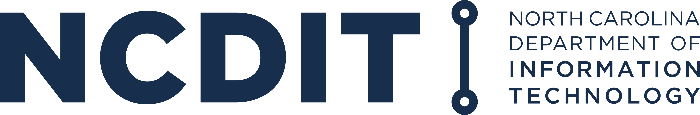 NCDIT
NORTH CAROLINA
DEPARTMENT OF
INFORMATION
TECHNOLOGY